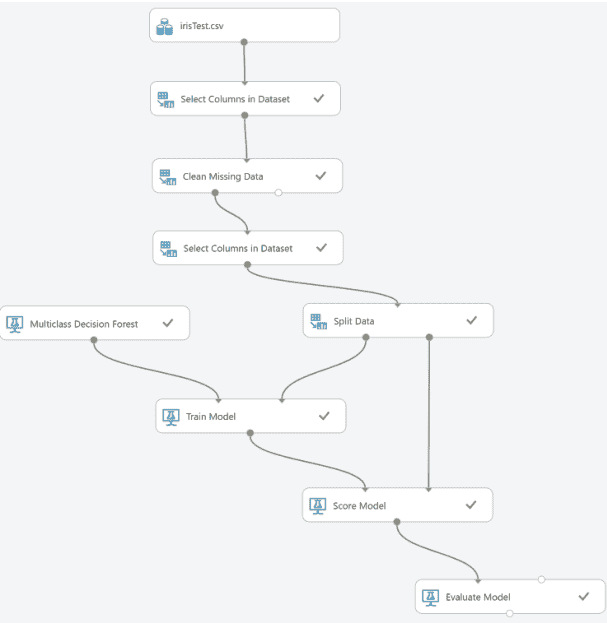 irisTest.csv
Select Columns in Dataset
Clean Missing Data
Select Columns in Dataset
Multiclass Decision Forest
Split Data
Train Model
Score Model
Evaluate Model